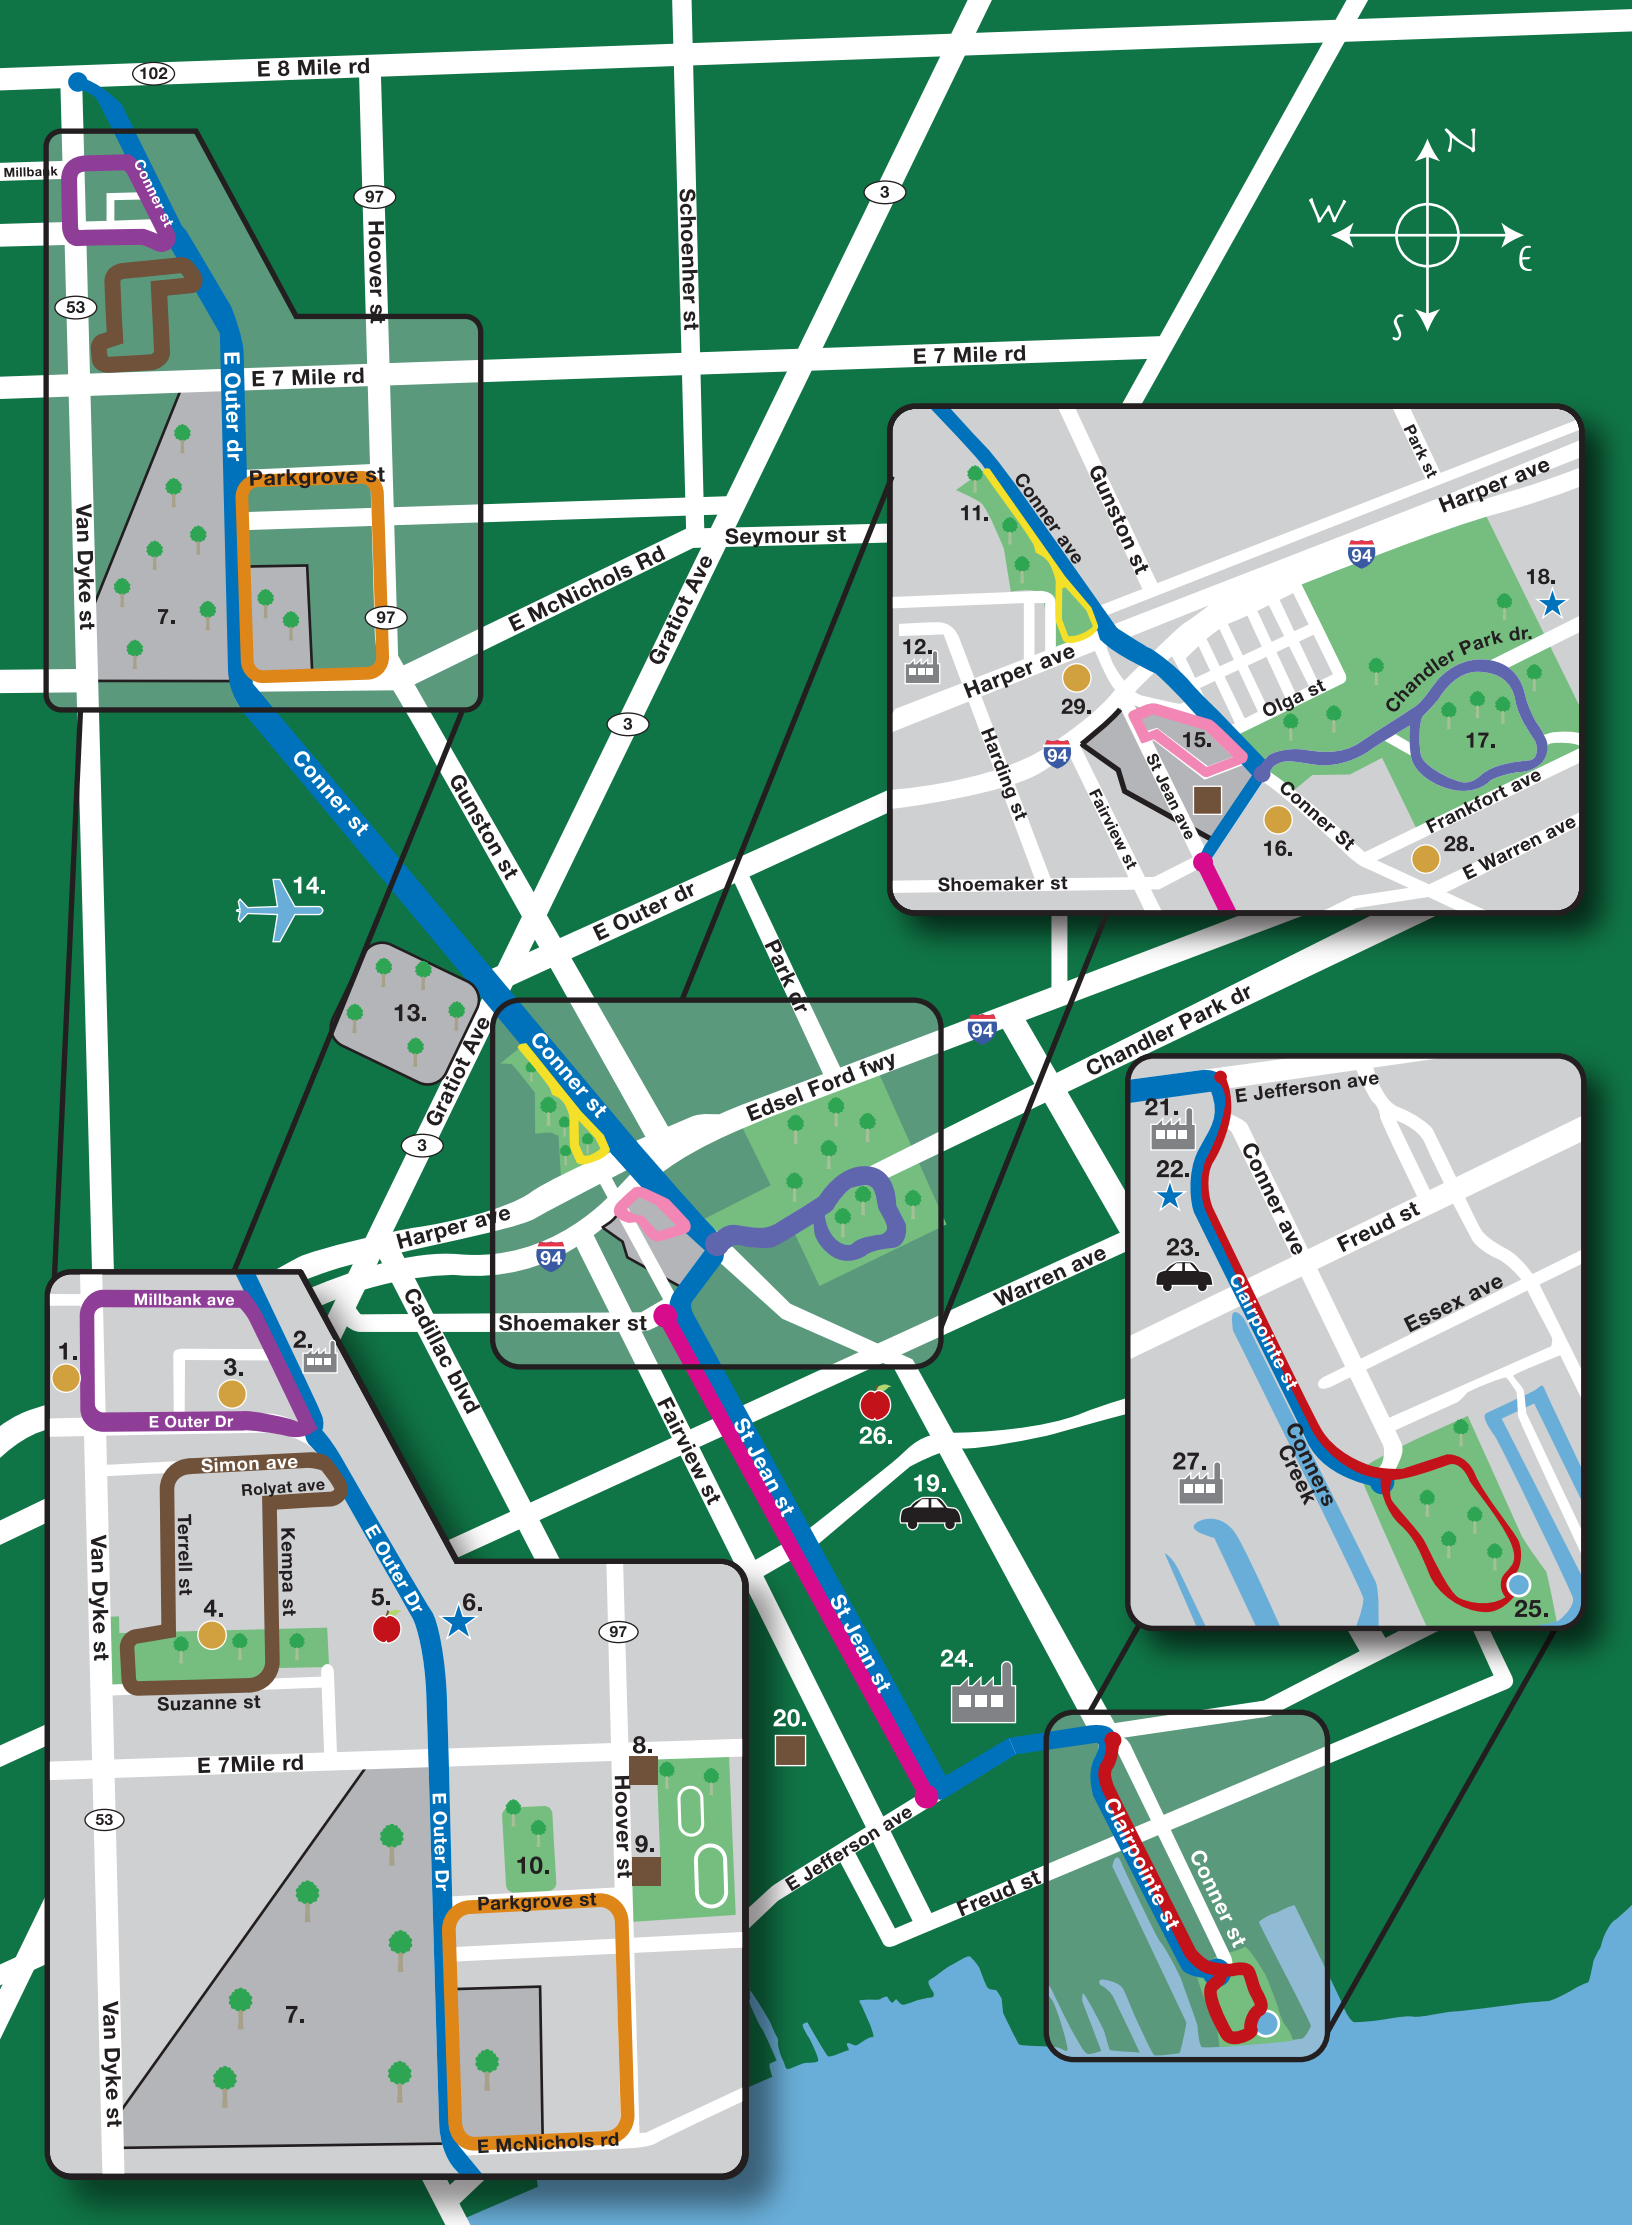 E 8 Mile rd
102
Millbank
Conner st
97
Hoover st
Schoenher st
3
N
W
E
S
53
E 7 Mile rd
E 7 Mile rd
E Outer dr
Parkgrove st
Van Dyke st
7.
97
Seymour st
E McNichols Rd
Gratiot Ave
3
Conner st
Gunston st
14.
13.
E Outer dr
Park dr
Gratiot Ave
3
Conner st
Edsel Ford fwy
94
Chandler Park dr
Harper ave
94
Shoemaker st
Cadillac blvd
Warren ave
Fairview st
St Jean st
26.
19.
St Jean st
24.
20.
E Jefferson ave
Freud st
Clairpointe st
Conner st
11.
Conner ave
Gunston st
Park st
Harper ave
94
18.
12.
Harper ave
29.
94
Harding st
15.
Olga st
Chandler Park dr.
17.
St Jean ave
Fairview st
Conner St
16.
Frankfort ave
28.
E Warren ave
Shoemaker st
E Jefferson ave
21.
22.
23.
Conner ave
Freud st
Clairpointe st
Essex ave
Conners
Creek
27.
25.
Millbank ave
1.
2.
3.
E Outer Dr
Simon ave
Rolyat ave
Terrell st
Kempa st
Van Dyke st
E Outer Dr
4.
5.
6.
97
Suzanne st
E 7Mile rd
8.
53
Hoover st
E Outer Dr
9.
10.
Parkgrove st
7.
Van Dyke st
E McNichols rd